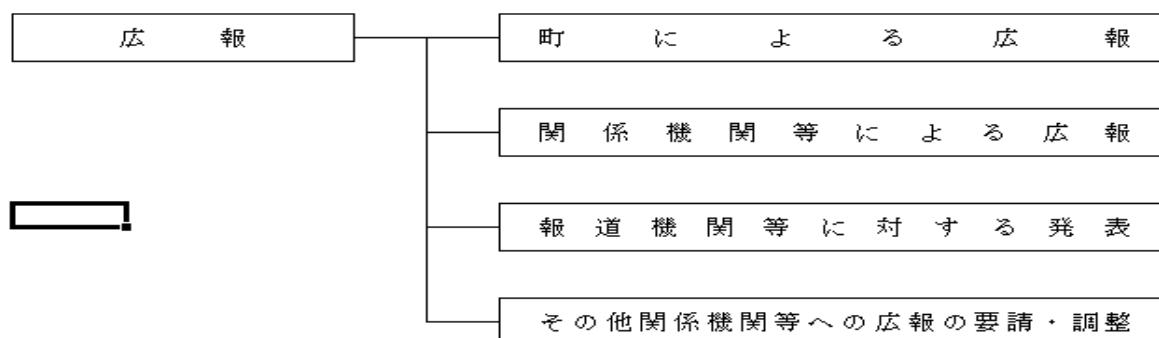 広報
町による広報
関係機関等による広報
報道機関等に対する発表
その他関係機関等への広報の要請・調整